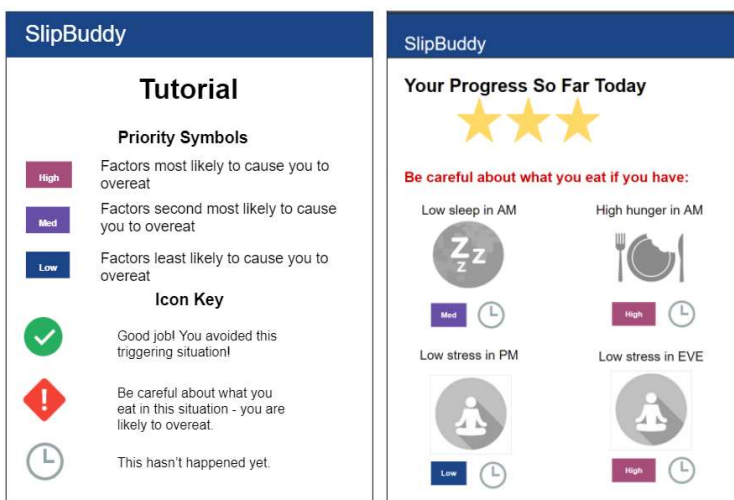 SlipBuddy
Tutorial
Priority Symbols
High
Factors most likely to cause you to
overeat
Med
Factors second most likely to cause
you to overeat
Low
Factors least likely to cause you to
overeat
Icon Key
Good job! You avoided this
triggering situation!
Be careful about what you
eat in this situation - you are
likely to overeat.
This hasn't happened yet.
SlipBuddy
Your Progress So Far Today
Be careful about what you eat if you have:
Low sleep in AM
High hunger in AM
Z z z
Med
High
Low stress in PM
Low stress in EVE
Low
High